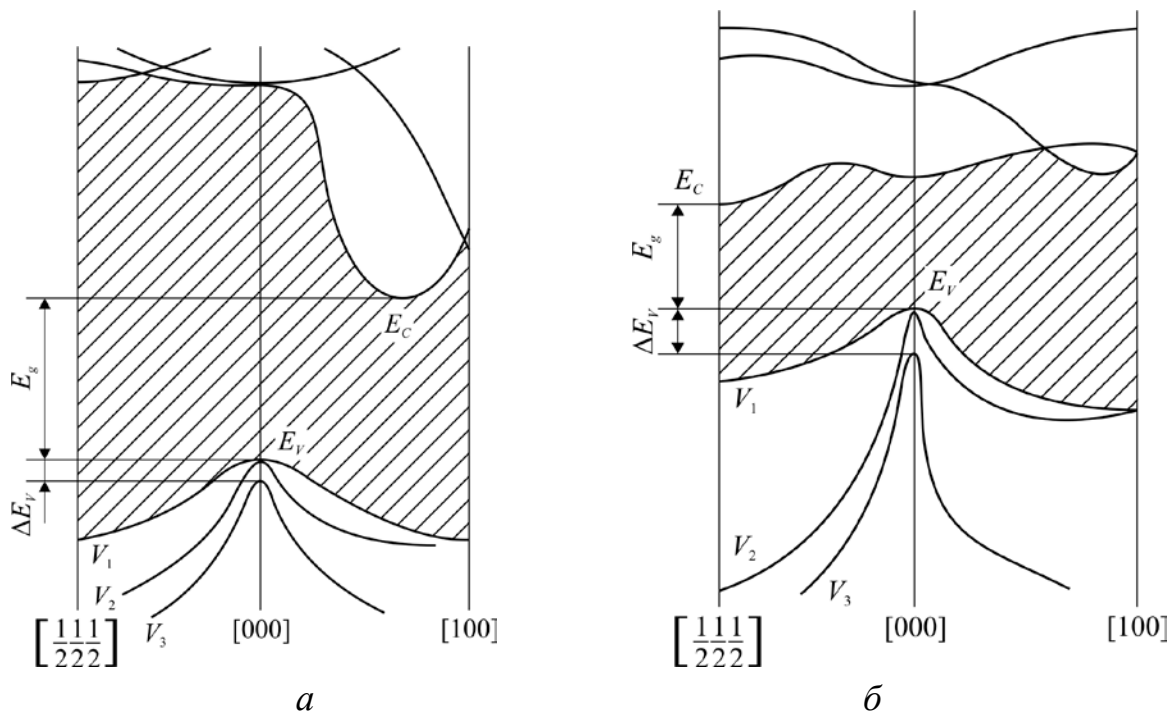 E_g
ΔE_V
E_C
E_V
V_1
V_2
V_3
[1/2 1/2 1/2]
[000]
[100]
а
E_C
E_g
ΔE_V
E_V
V_1
V_2
V_3
[1/2 1/2 1/2]
[000]
[100]
б